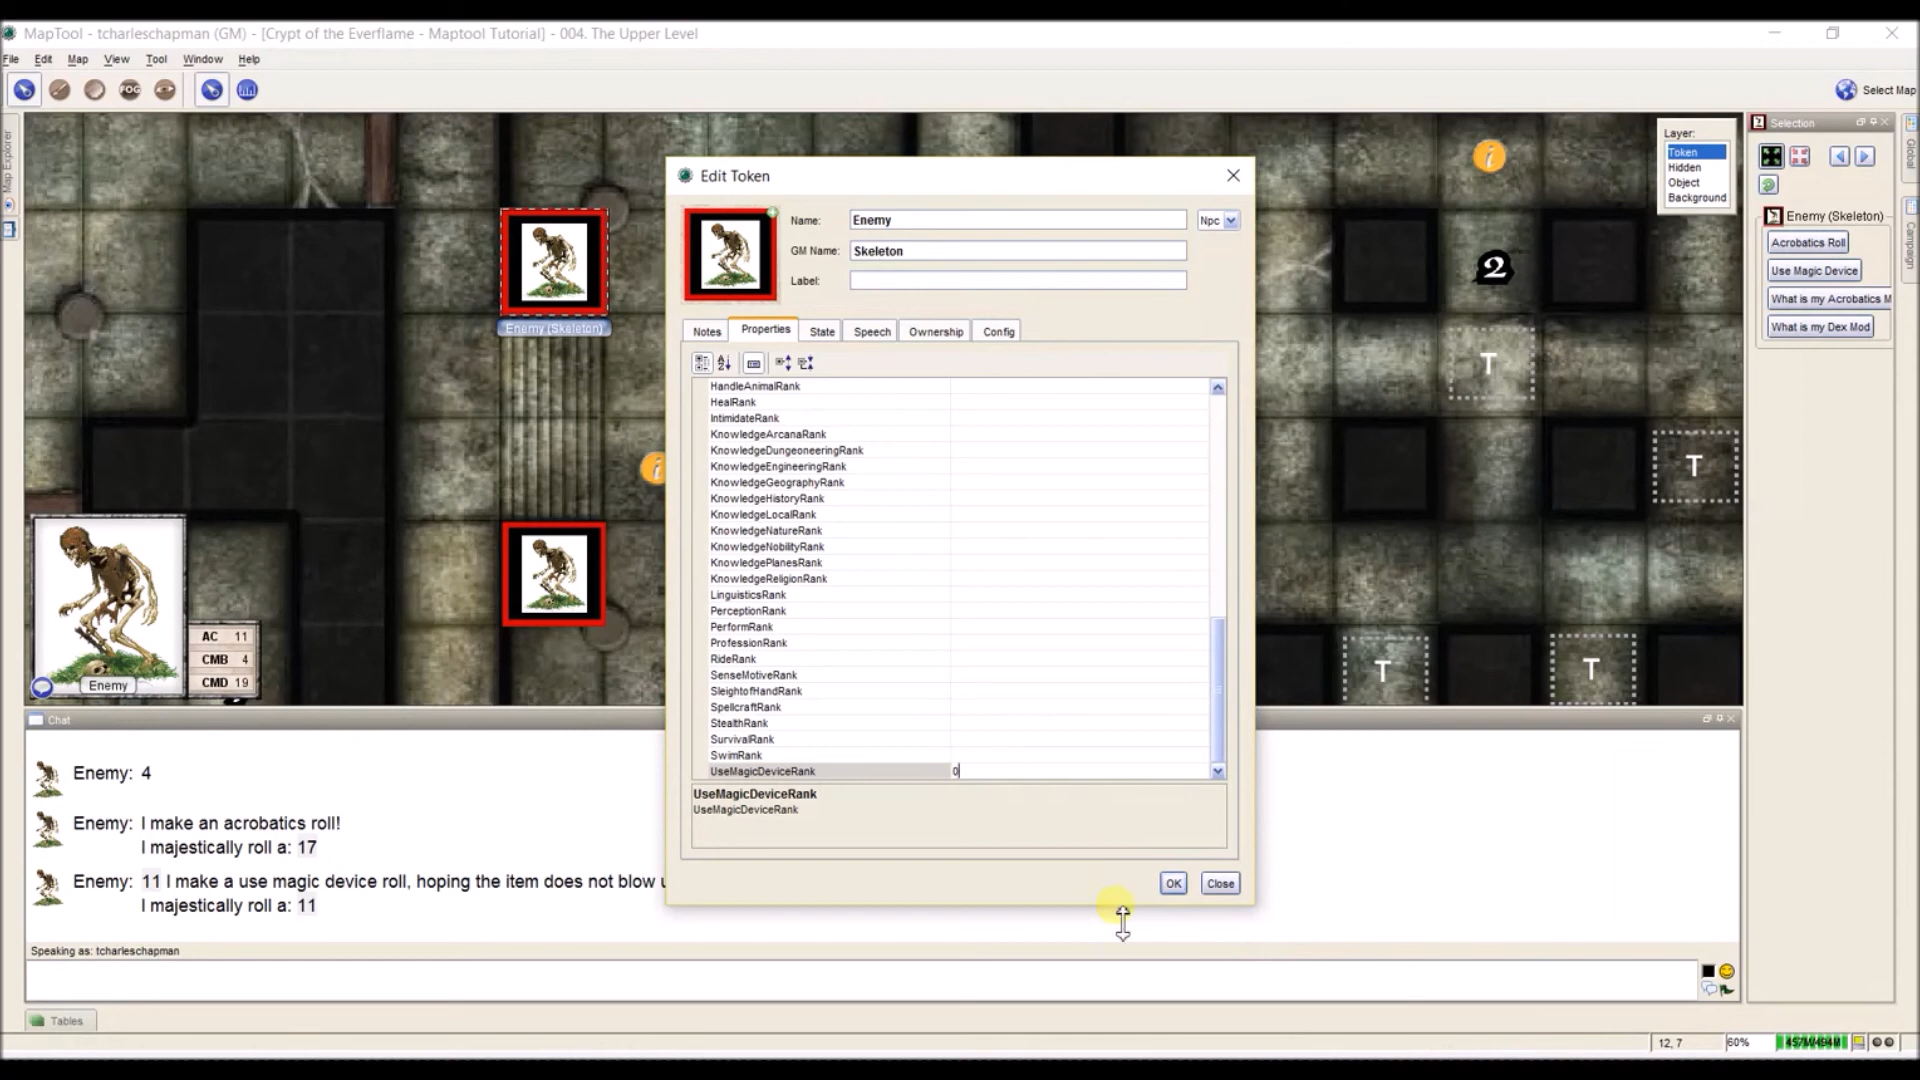 MapTool - tcharleschapman (GM) - [Crypt of the Everflame - Maptool Tutorial] - 004. The Upper Level
File Edit Map View Tool Window Help
FOG
Select Map
Map Explorer
Layer:
Token
Hidden
Object
Background
Selection
Global
Campaign
Enemy (Skeleton)
Acrobatics Roll
Use Magic Device
What is my Acrobatics M
What is my Dex Mod
Enemy (Skeleton)
2
T
T
T
T
Enemy
AC 11
CMB 4
CMD 19
Edit Token
Name: Enemy Npc
GM Name: Skeleton
Label:
Notes Properties State Speech Ownership Config
HandleAnimalRank
HealRank
IntimidateRank
KnowledgeArcanaRank
KnowledgeDungeoneeringRank
KnowledgeEngineeringRank
KnowledgeGeographyRank
KnowledgeHistoryRank
KnowledgeLocalRank
KnowledgeNatureRank
KnowledgeNobilityRank
KnowledgePlanesRank
KnowledgeReligionRank
LinguisticsRank
PerceptionRank
PerformRank
ProfessionRank
RideRank
SenseMotiveRank
SleightofHandRank
SpellcraftRank
StealthRank
SurvivalRank
SwimRank
UseMagicDeviceRank 0
UseMagicDeviceRank
UseMagicDeviceRank
OK Close
Chat
Enemy: 4
Enemy: I make an acrobatics roll!
I majestically roll a: 17
Enemy: 11 I make a use magic device roll, hoping the item does not blow u
I majestically roll a: 11
Speaking as: tcharleschapman
Tables
12, 7 60% 457M/494M